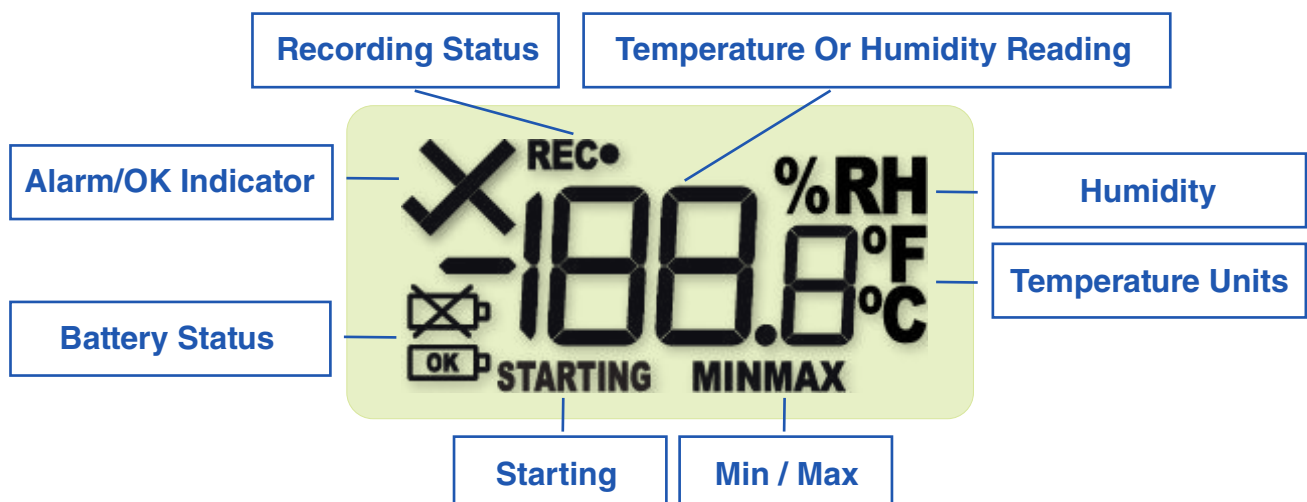 Recording Status
Temperature Or Humidity Reading
REC
Alarm/OK Indicator
%RH
Humidity
-188.8
°F
Temperature Units
°C
Battery Status
OK
STARTING
MINMAX
Starting
Min / Max